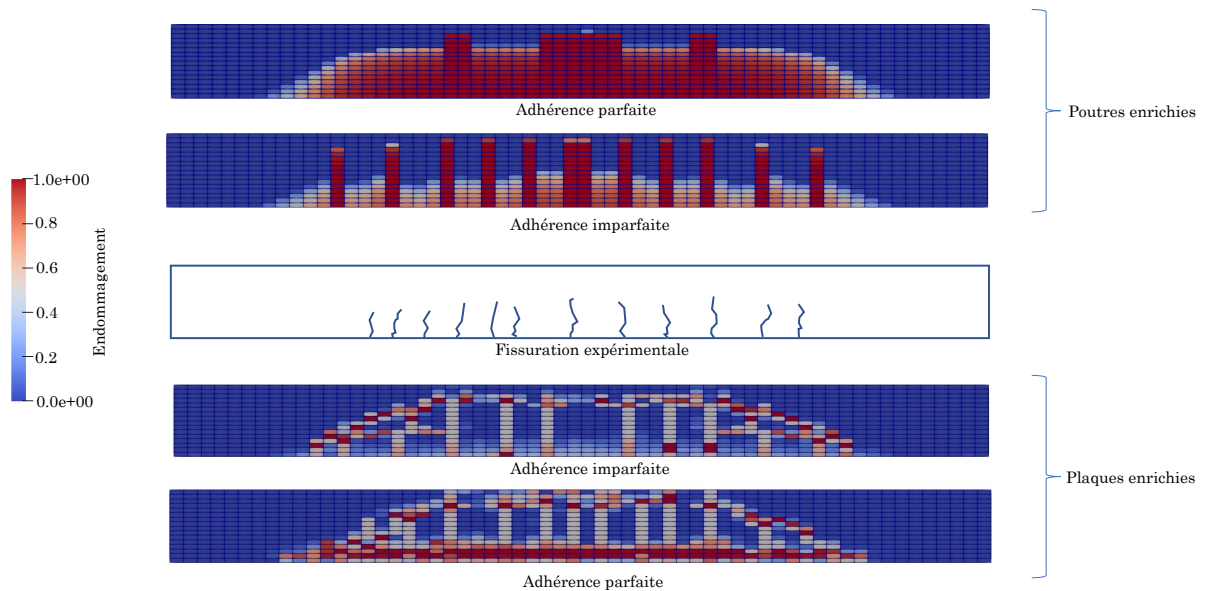 Adhérence parfaite
Poutres enrichies
Adhérence imparfaite
1.0e+00
0.8
0.6
0.4
0.2
0.0e+00
Endommagement
Fissuration expérimentale
Adhérence imparfaite
Plaques enrichies
Adhérence parfaite